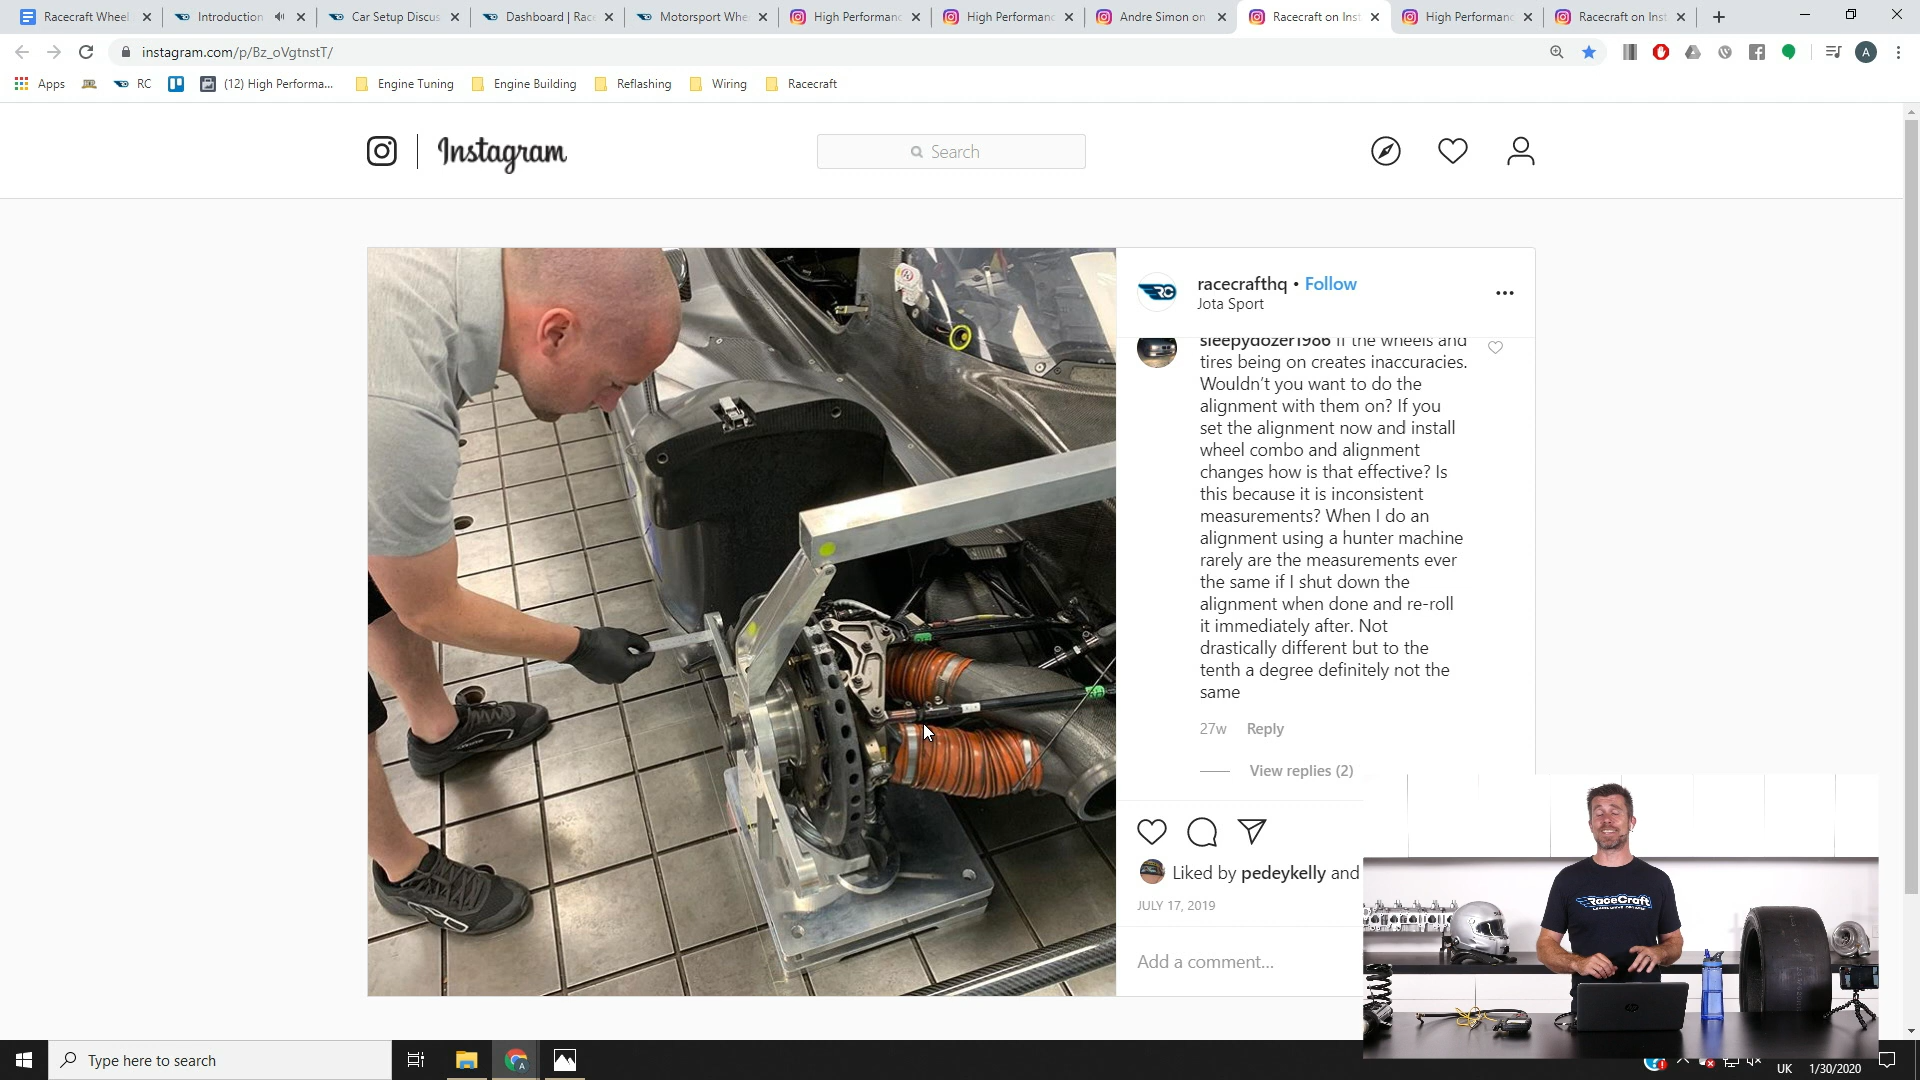 Racecraft Wheel
Introduction
Car Setup Discus
Dashboard | Race
Motorsport Whe
High Performanc
High Performanc
Andre Simon on
Racecraft on Inst
High Performanc
Racecraft on Inst
instagram.com/p/Bz_oVgtnstT/
A
Apps
RC
(12) High Performa...
Engine Tuning
Engine Building
Reflashing
Wiring
Racecraft
Instagram
Search
racecrafthq • Follow
Jota Sport
sleepydozer1986 If the wheels and
tires being on creates inaccuracies.
Wouldn't you want to do the
alignment with them on? If you
set the alignment now and install
wheel combo and alignment
changes how is that effective? Is
this because it is inconsistent
measurements? When I do an
alignment using a hunter machine
rarely are the measurements ever
the same if I shut down the
alignment when done and re-roll
it immediately after. Not
drastically different but to the
tenth a degree definitely not the
same
27w Reply
View replies (2)
Liked by pedeykelly and
JULY 17, 2019
Add a comment...
RaceCraft
Type here to search
UK
1/30/2020